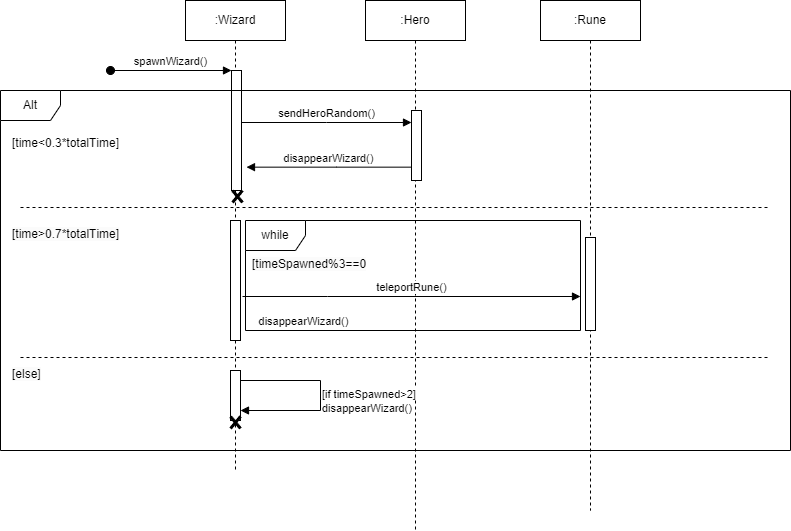 :Wizard
:Hero
:Rune
spawnWizard()
Alt
sendHeroRandom()
[time<0.3*totalTime]
disappearWizard()
[time>0.7*totalTime]
while
[timeSpawned%3==0
teleportRune()
disappearWizard()
[else]
[if timeSpawned>2]
disappearWizard()